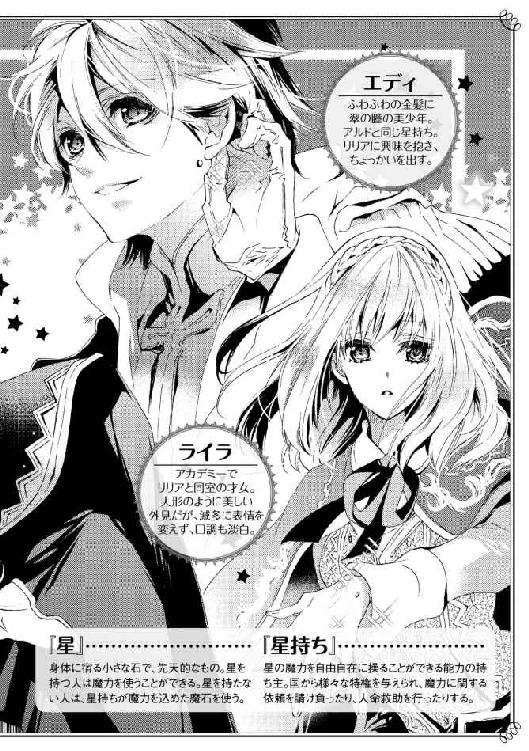 エディ
ふわふわの金髪に
翠の瞳の美少年。
アルドと同じ星持ち。
リリアに興味を抱き、
ちょっかいを出す。
ライラ
アカデミーで
リリアと同室の才女。
人形のように美しい
外見だが、滅多に表情を
変えず、口調も淡白。
『星』
身体に宿る小さな石で、先天的なもの。星を
持つ人は魔力を使うことができる。星を持たな
い人は、星持ちが魔力を込めた魔石を使う。
『星持ち』
星の魔力を自由自在に操ることができる能力の持
ち主。国から様々な特権を与えられ、魔力に関する
依頼を請け負ったり、人命救助を行ったりする。